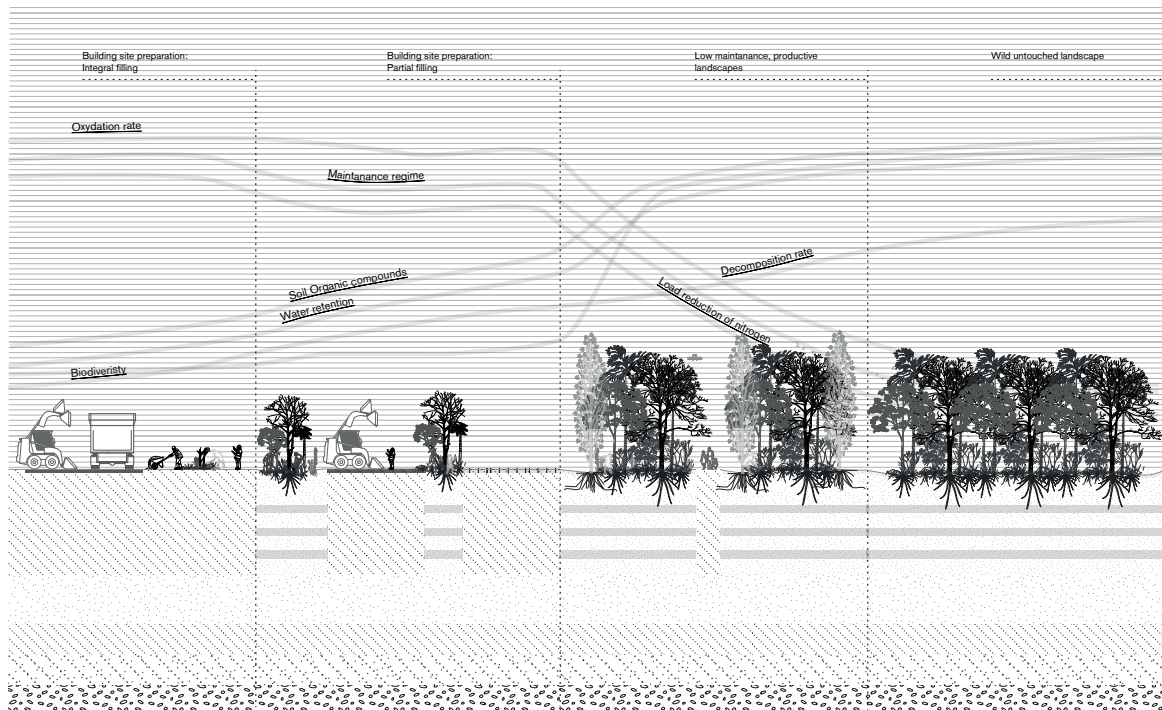 Building site preparation:
Integral filling
Building site preparation:
Partial filling
Low maintanance, productive
landscapes
Wild untouched landscape
Oxydation rate
Maintanance regime
Soil Organic compounds
Water retention
Decomposition rate
Load reduction of nitrogen
Biodiveristy